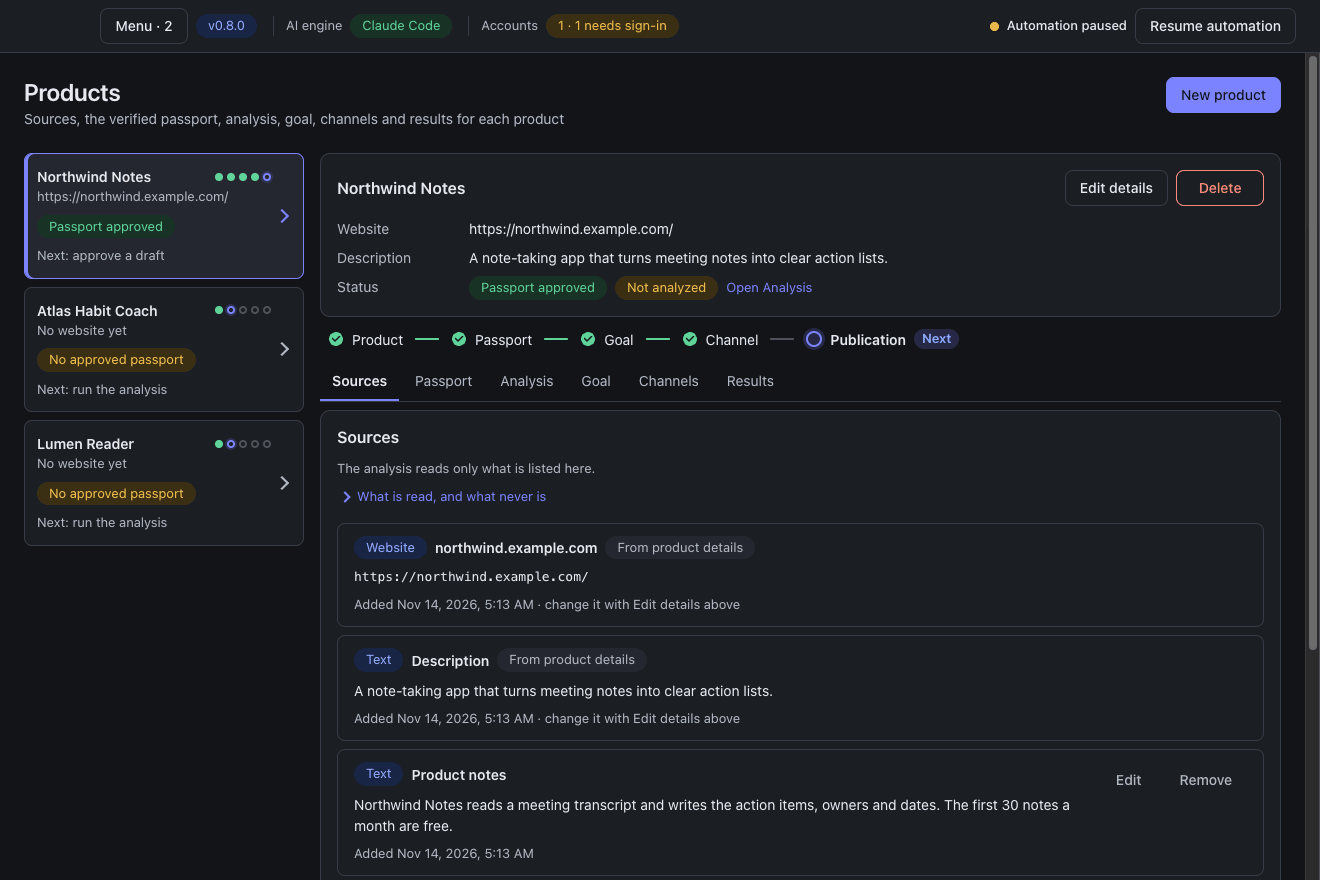 Menu · 2
v0.8.0
AI engine
Claude Code
Accounts
1 · 1 needs sign-in
Automation paused
Resume automation
Products
Sources, the verified passport, analysis, goal, channels and results for each product
New product
Northwind Notes
https://northwind.example.com/
Passport approved
Next: approve a draft
Atlas Habit Coach
No website yet
No approved passport
Next: run the analysis
Lumen Reader
No website yet
No approved passport
Next: run the analysis
Northwind Notes
Edit details
Delete
Website
https://northwind.example.com/
Description
A note-taking app that turns meeting notes into clear action lists.
Status
Passport approved
Not analyzed
Open Analysis
Product
Passport
Goal
Channel
Publication
Next
Sources
Passport
Analysis
Goal
Channels
Results
Sources
The analysis reads only what is listed here.
What is read, and what never is
Website
northwind.example.com
From product details
https://northwind.example.com/
Added Nov 14, 2026, 5:13 AM · change it with Edit details above
Text
Description
From product details
A note-taking app that turns meeting notes into clear action lists.
Added Nov 14, 2026, 5:13 AM · change it with Edit details above
Text
Product notes
Edit
Remove
Northwind Notes reads a meeting transcript and writes the action items, owners and dates. The first 30 notes a
month are free.
Added Nov 14, 2026, 5:13 AM